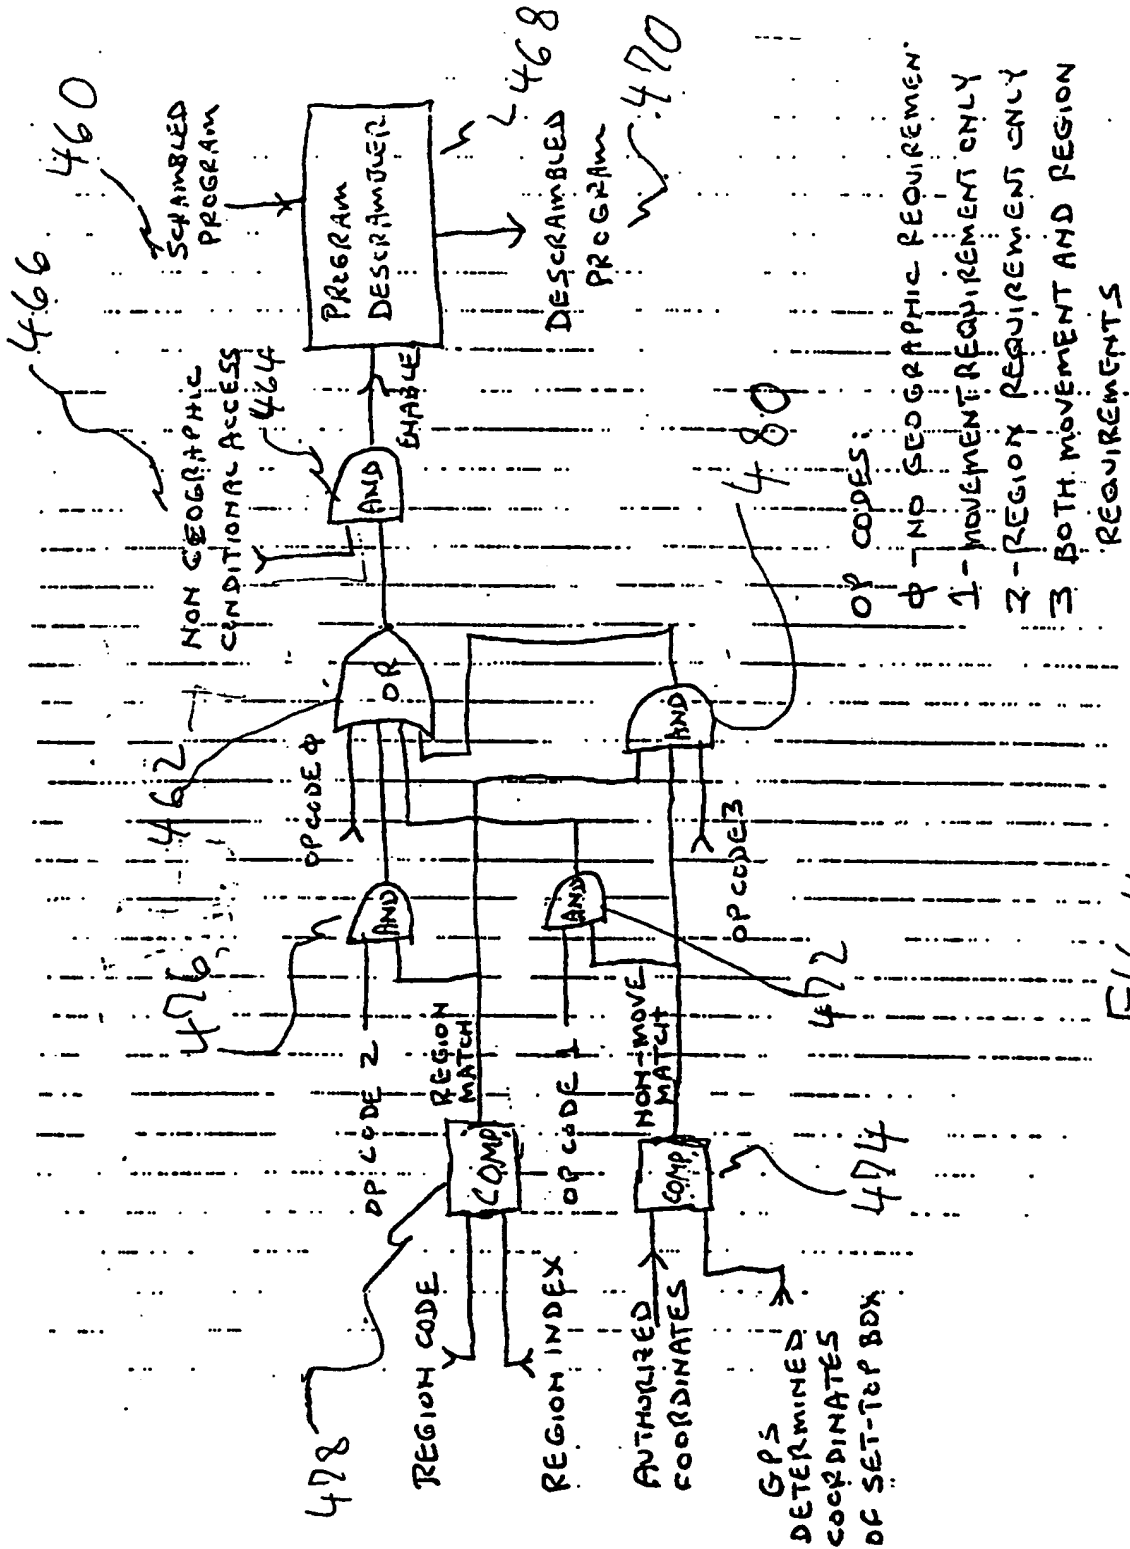 460
SCRAMBLED
PROGRAM
466
NON GEOGRAPHIC
CONDITIONAL ACCESS
464
AND
ENABLE
PROGRAM
DESCRAMBLER
468
DESCRAMBLED
PROGRAM
470
462
OR
OP CODE φ
476
AND
OP CODE 2
REGION
MATCH
478
COMP.
REGION CODE
REGION INDEX
OP CODE 1
AND
472
NON-MOVE
MATCH
COMP.
474
AUTHORIZED
COORDINATES
GPS
DETERMINED
COORDINATES
OF SET-TOP BOX
AND
OP CODE 3
480
OP CODES:
φ - NO GEOGRAPHIC REQUIREMEN
1 - MOVEMENT REQUIREMENT ONLY
2 - REGION REQUIREMENT ONLY
3 BOTH MOVEMENT AND REGION
REQUIREMENTS